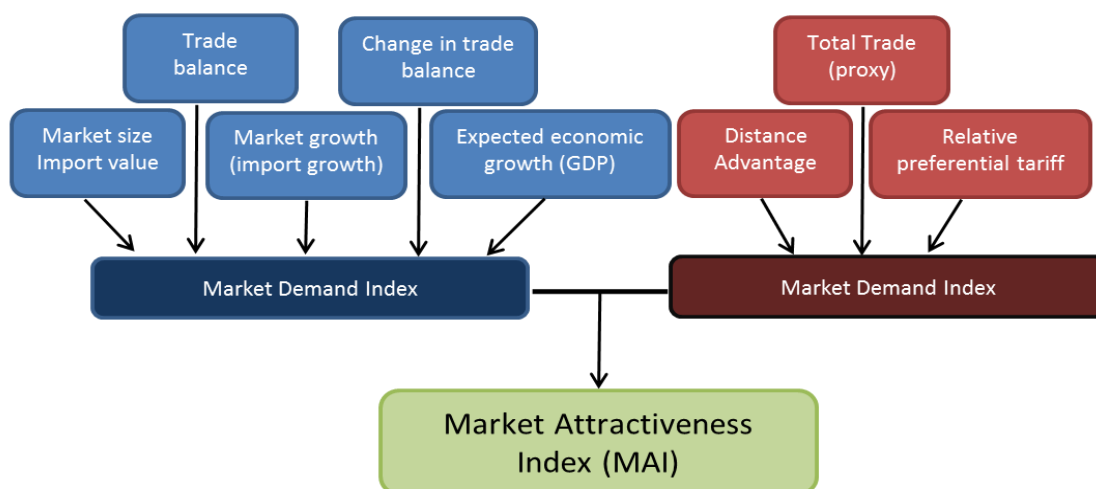 Trade
balance
Change in trade
balance
Total Trade
(proxy)
Market size
Import value
Market growth
(import growth)
Expected economic
growth (GDP)
Distance
Advantage
Relative
preferential tariff
Market Demand Index
Market Demand Index
Market Attractiveness
Index (MAI)